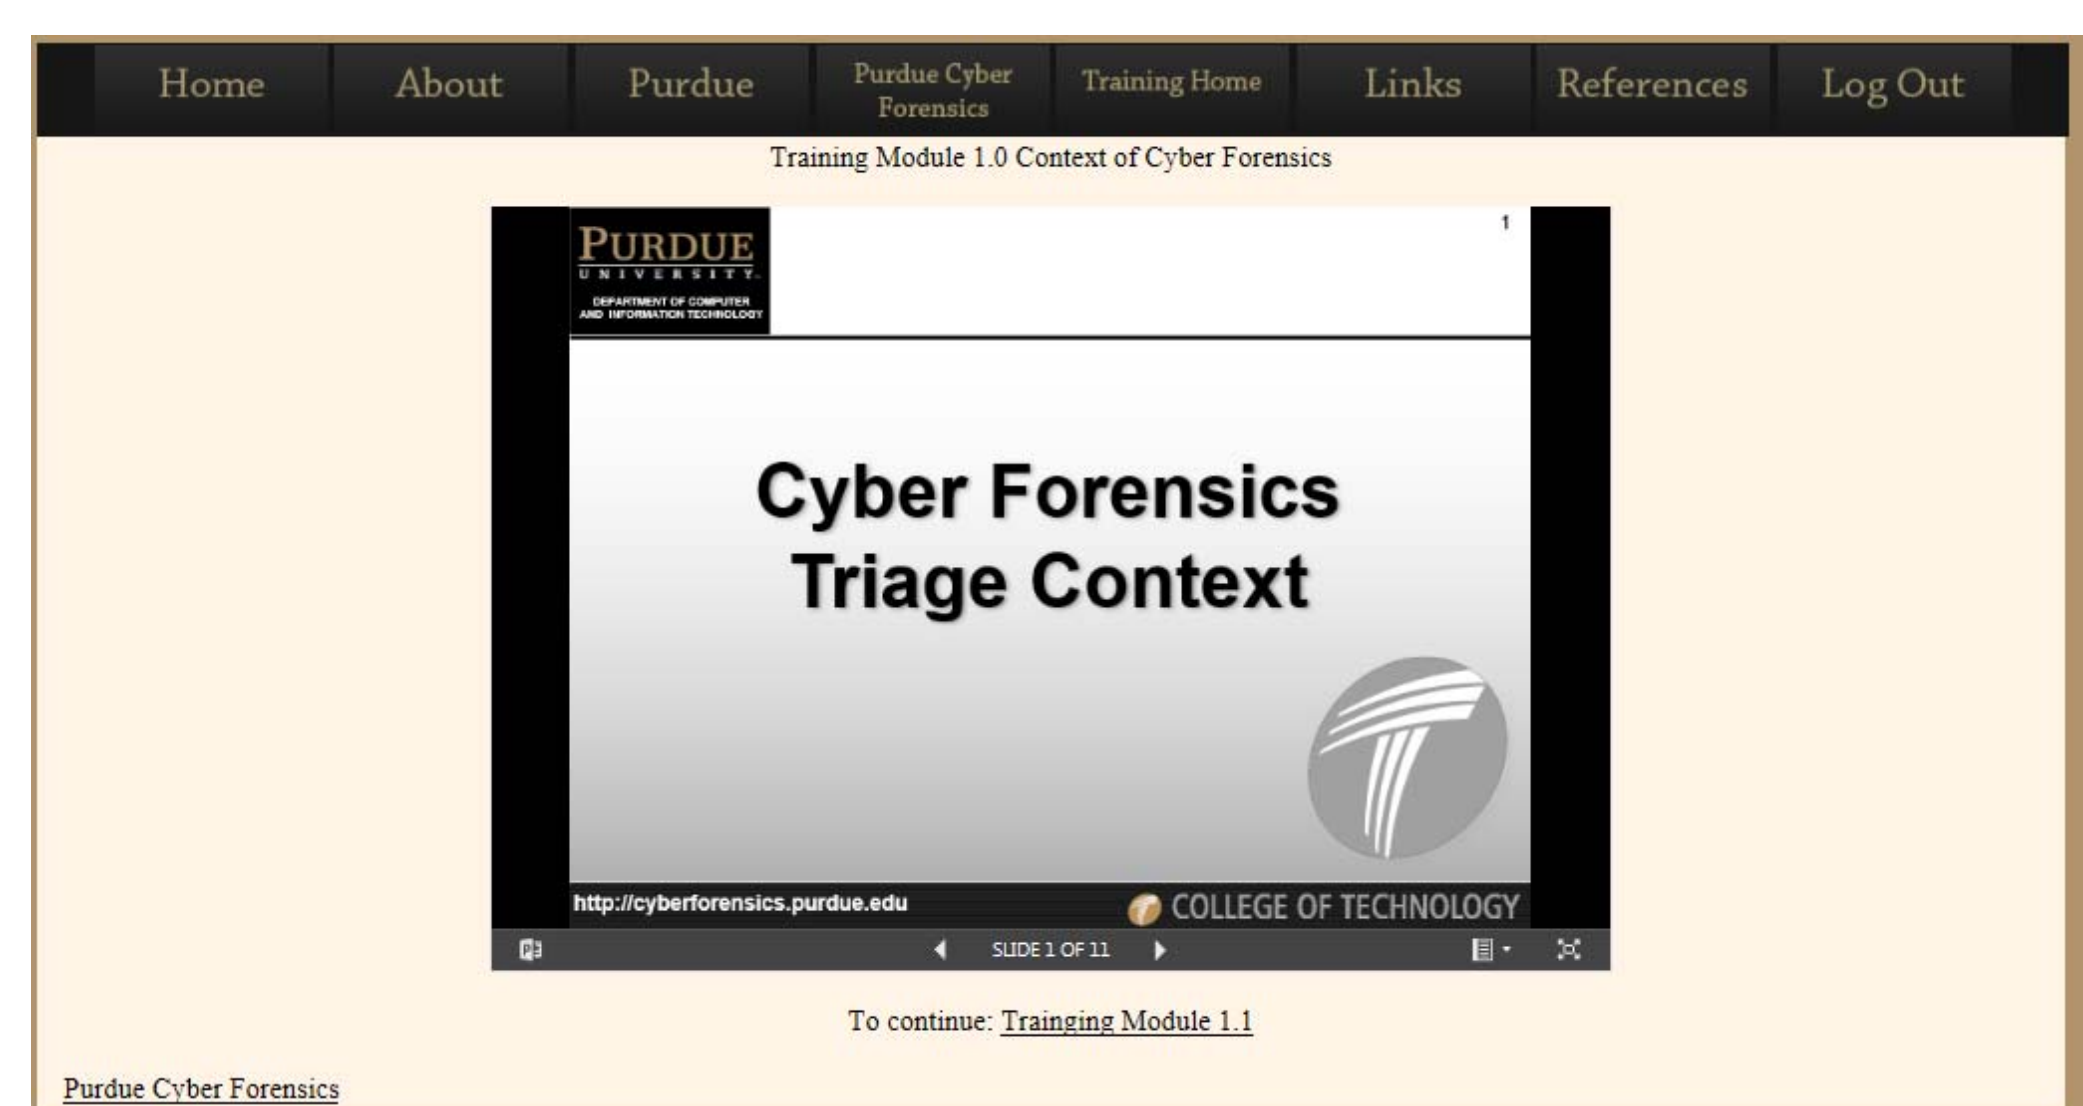 Home About Purdue Purdue Cyber Forensics Training Home Links References Log Out
Training Module 1.0 Context of Cyber Forensics
1
PURDUE
UNIVERSITY
DEPARTMENT OF COMPUTER
AND INFORMATION TECHNOLOGY
Cyber Forensics
Triage Context
http://cyberforensics.purdue.edu COLLEGE OF TECHNOLOGY
SLIDE 1 OF 11
To continue: Trainging Module 1.1
Purdue Cyber Forensics